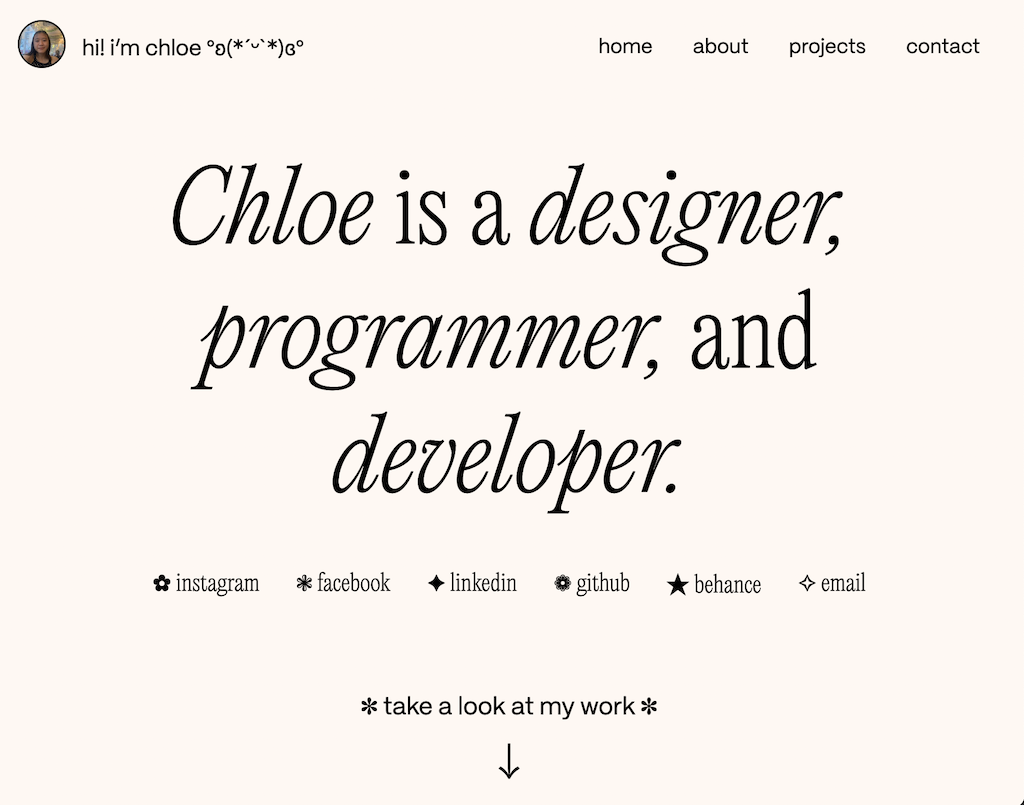 hi! i’m chloe °ʚ(*´꒳`*)ɞ°
home about projects contact
Chloe is a designer,
programmer, and
developer.
✿ instagram ❃ facebook ✦ linkedin ❁ github ★ behance ✧ email
✼ take a look at my work ✼
↓